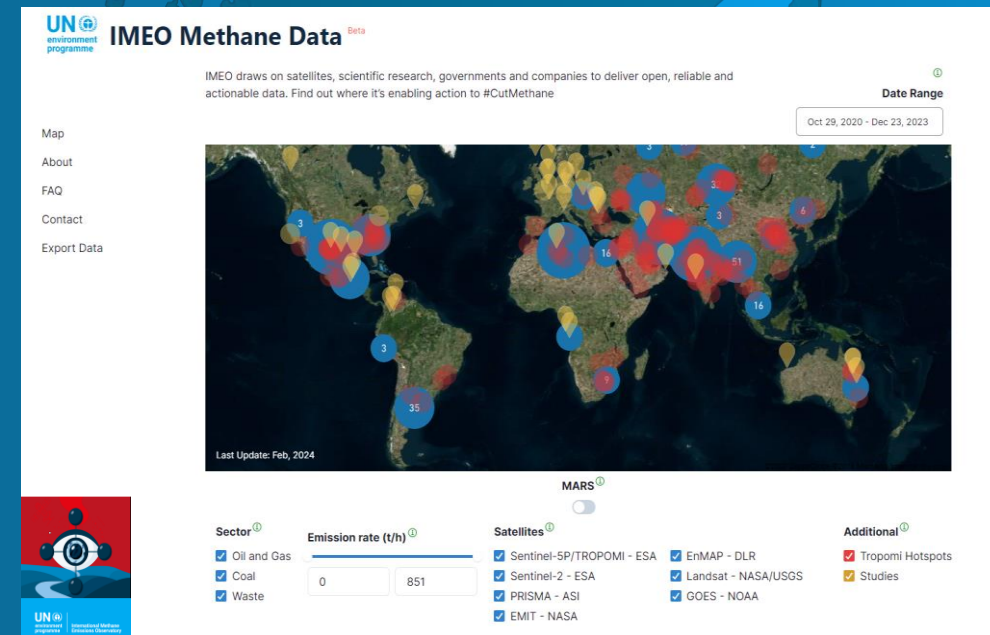 UN
environment
programme
IMEO Methane Data Beta
IMEO draws on satellites, scientific research, governments and companies to deliver open, reliable and
actionable data. Find out where it's enabling action to #CutMethane
Date Range
Oct 29, 2020 - Dec 23, 2023
Map
About
FAQ
Contact
Export Data
3
3
6
3
16
51
16
3
9
35
Last Update: Feb, 2024
MARS
Sector
Oil and Gas
Coal
Waste
Emission rate (t/h)
0
851
Satellites
Sentinel-5P/TROPOMI - ESA
Sentinel-2 - ESA
PRISMA - ASI
EMIT - NASA
EnMAP - DLR
Landsat - NASA/USGS
GOES - NOAA
Additional
Tropomi Hotspots
Studies
UN
environment
programme
International Methane
Emissions Observatory